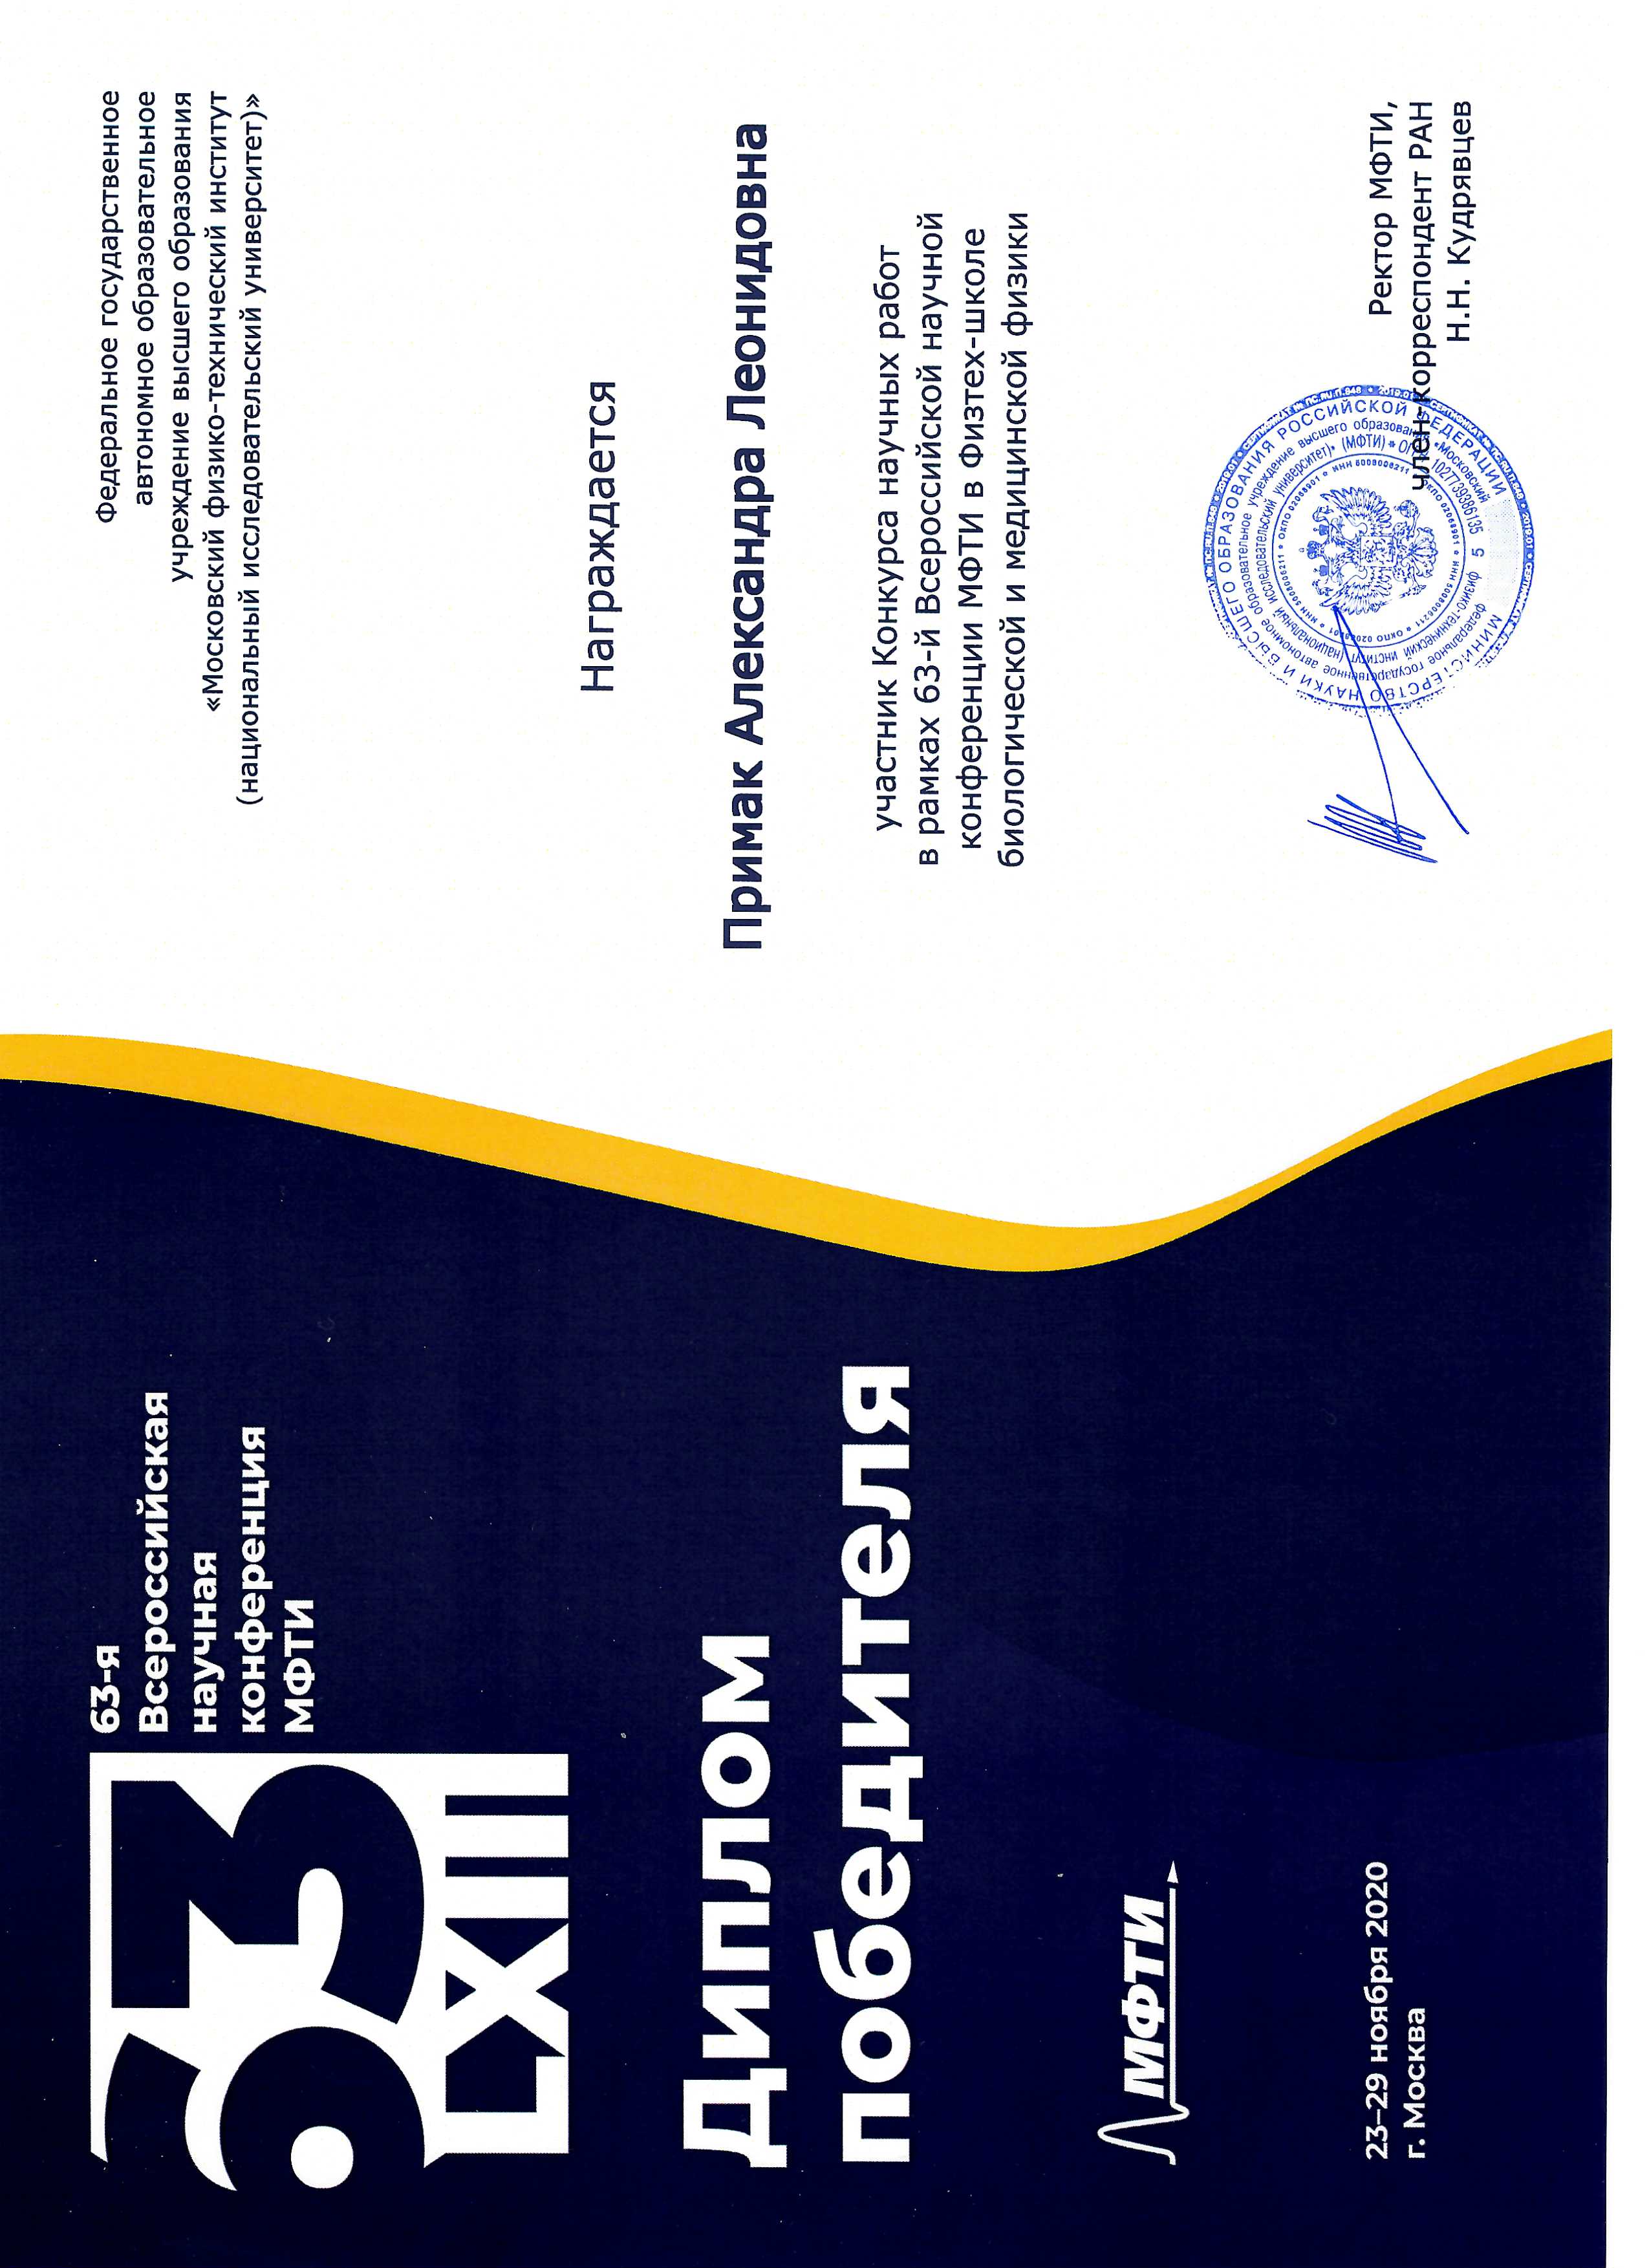 63
LXIII
63-я
Всероссийская
научная
конференция
МФТИ
Диплом
победителя
МФТИ
23–29 ноября 2020
г. Москва
Федеральное государственное
автономное образовательное
учреждение высшего образования
«Московский физико-технический институт
(национальный исследовательский университет)»
Награждается
Примак Александра Леонидовна
участник Конкурса научных работ
в рамках 63-й Всероссийской научной
конференции МФТИ в Физтех-школе
биологической и медицинской физики
МИНИСТЕРСТВО НАУКИ И ВЫСШЕГО ОБРАЗОВАНИЯ РОССИЙСКОЙ ФЕДЕРАЦИИ
федеральное государственное автономное образовательное учреждение высшего образования «Московский
физико-технический институт (национальный исследовательский университет)» (МФТИ)
1027739386135
5
Ректор МФТИ,
член-корреспондент РАН
Н.Н. Кудрявцев